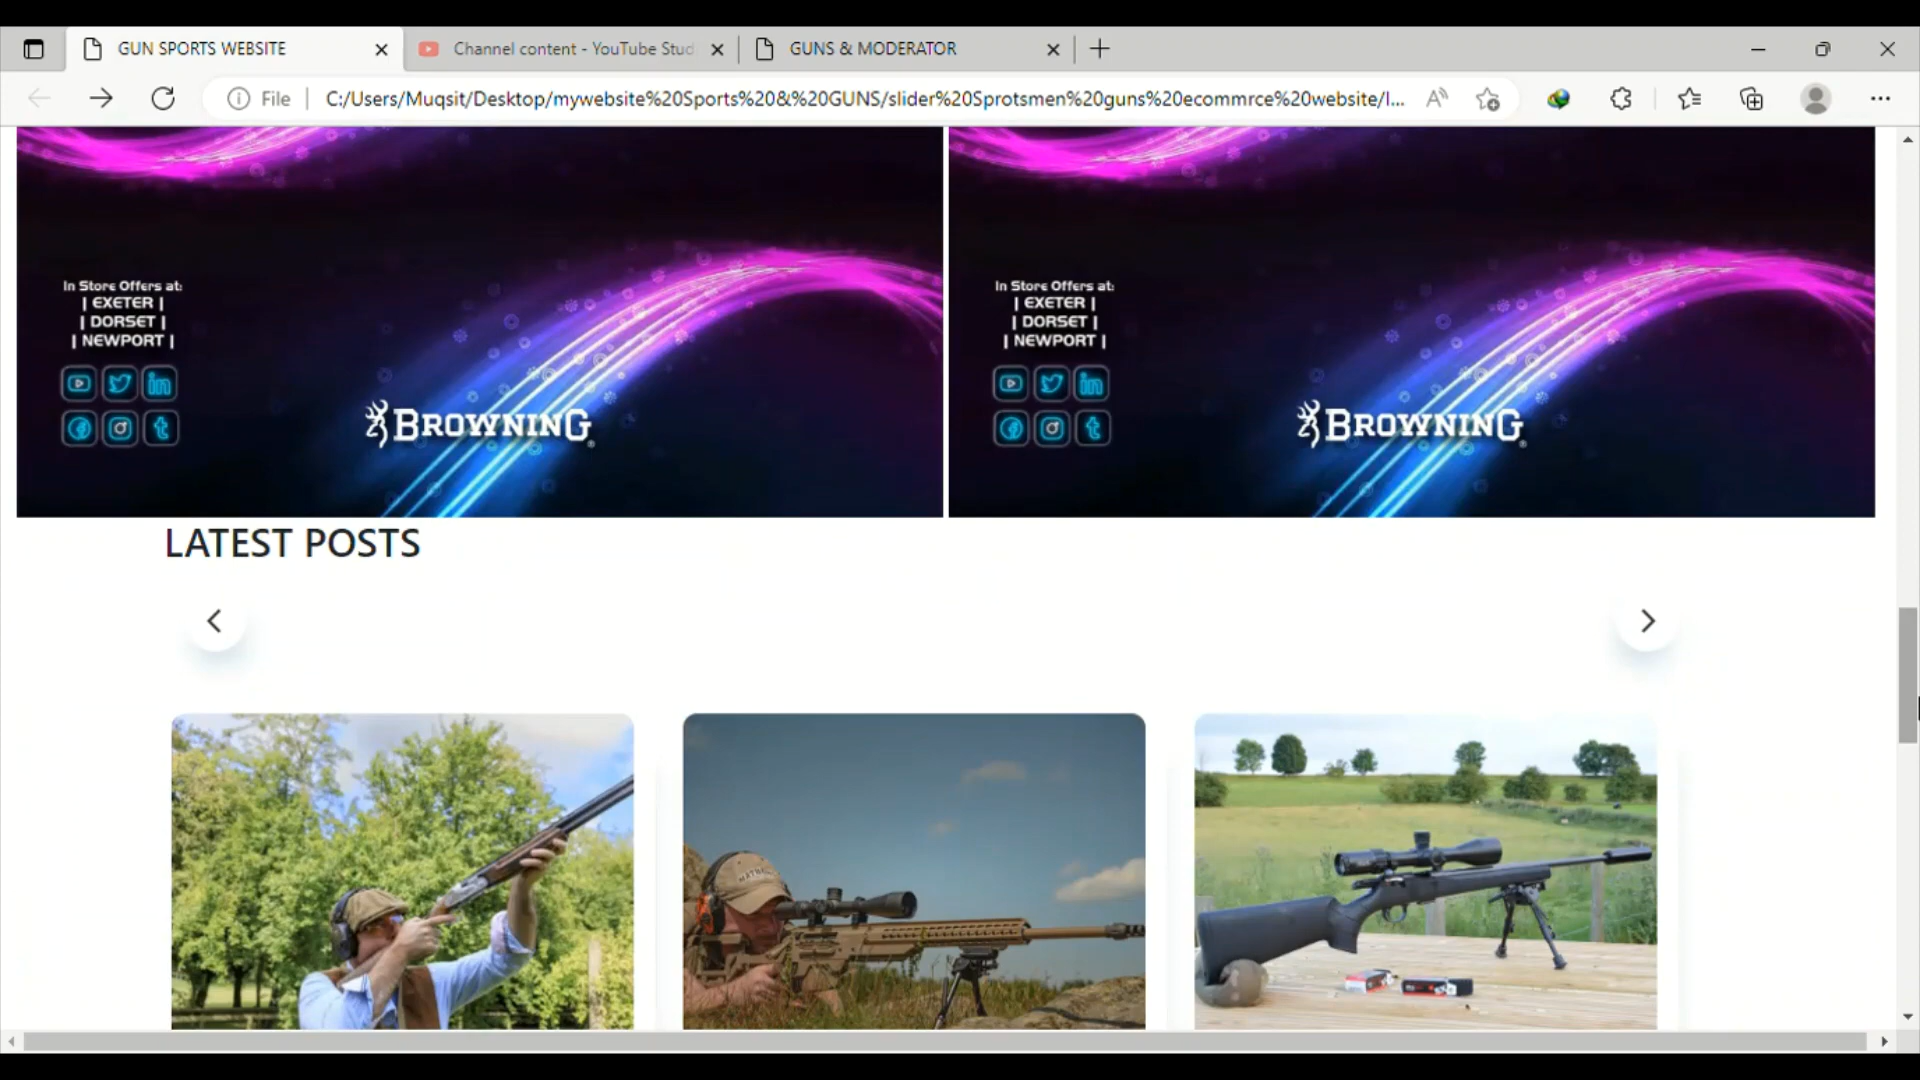 GUN SPORTS WEBSITE
Channel content - YouTube Stud
GUNS & MODERATOR
File
C:/Users/Muqsit/Desktop/mywebsite%20Sports%20&%20GUNS/slider%20Sprotsmen%20guns%20ecommrce%20website/I...
In Store Offers at:
| EXETER |
| DORSET |
| NEWPORT |
BROWNING
In Store Offers at:
| EXETER |
| DORSET |
| NEWPORT |
BROWNING
LATEST POSTS